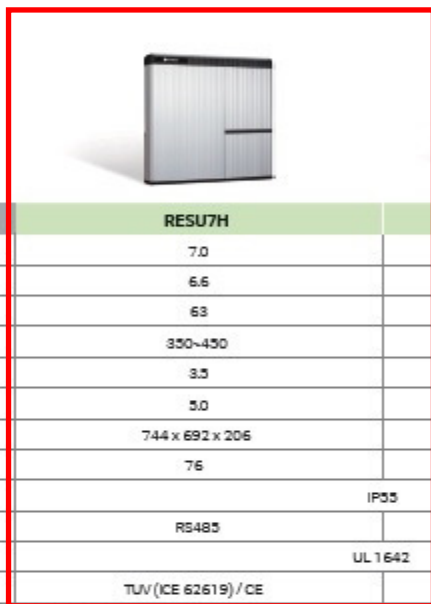 RESU7H
7.0
6.6
63
350~450
3.5
5.0
744 x 692 x 206
76
IP55
RS485
UL 1642
TUV (ICE 62619) / CE